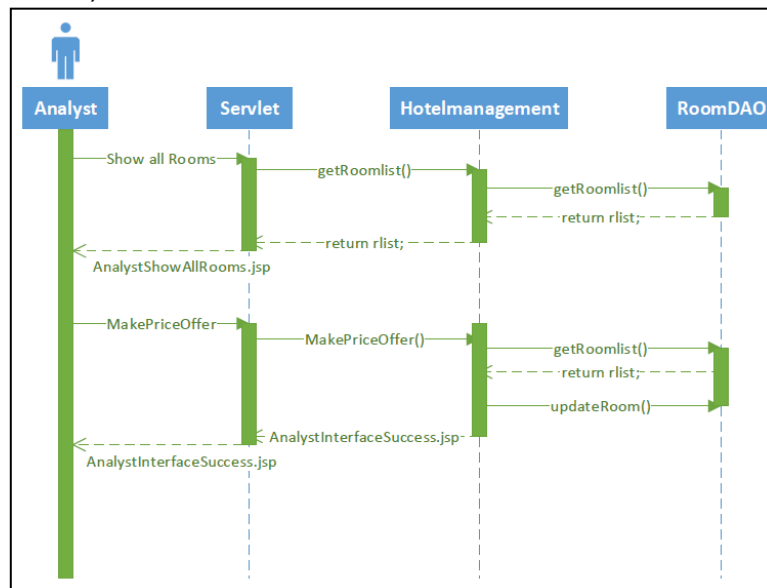 Analyst
Servlet
Hotelmanagement
RoomDAO
Show all Rooms
getRoomlist()
getRoomlist()
return rlist;
return rlist;
AnalystShowAllRooms.jsp
MakePriceOffer
MakePriceOffer()
getRoomlist()
return rlist;
updateRoom()
AnalystInterfaceSuccess.jsp
AnalystInterfaceSuccess.jsp